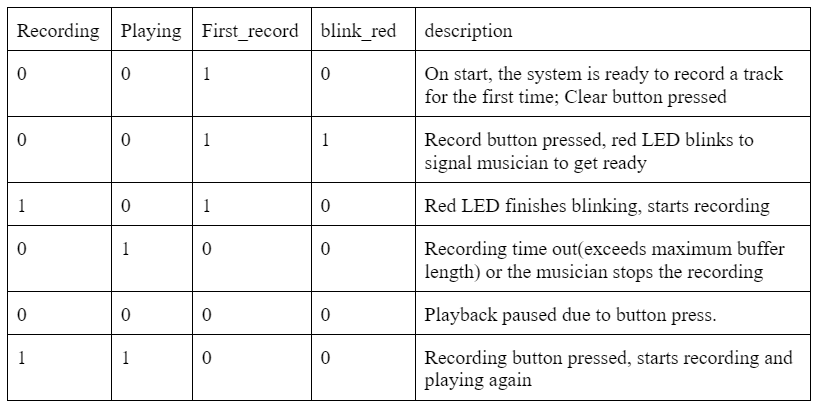 Recording Playing First_record blink_red description
0 0 1 0 On start, the system is ready to record a track
for the first time; Clear button pressed
0 0 1 1 Record button pressed, red LED blinks to
signal musician to get ready
1 0 1 0 Red LED finishes blinking, starts recording
0 1 0 0 Recording time out(exceeds maximum buffer
length) or the musician stops the recording
0 0 0 0 Playback paused due to button press.
1 1 0 0 Recording button pressed, starts recording and
playing again